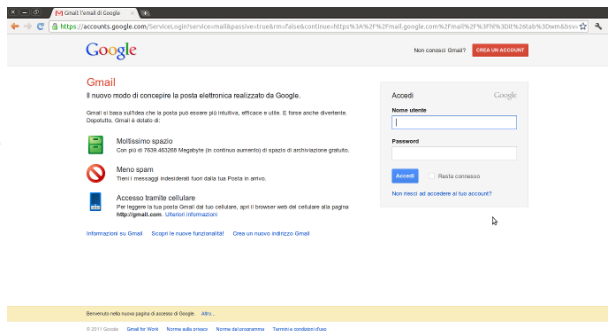 Gmail: l'email di Google
https://accounts.google.com/ServiceLogin?service=mail&passive=true&rm=false&continue=https%3A%2F%2Fmail.google.com%2Fmail%2F%3Fui%3D
Google
Non conosci Gmail?
CREA UN ACCOUNT
Gmail
Il nuovo modo di concepire la posta elettronica realizzato da Google.
Gmail si basa sull'idea che la posta può essere più intuitiva, efficace e utile. E forse anche divertente.
Dopotutto, Gmail è dotato di:
Moltissimo spazio
Con più di 7639.463288 Megabyte (in continuo aumento) di spazio di archiviazione gratuito.
Meno spam
Tieni i messaggi indesiderati fuori dalla tua Posta in arrivo.
Accesso tramite cellulare
Per leggere la tua posta Gmail dal tuo cellulare, apri il browser web del cellulare alla pagina
http://gmail.com. Ulteriori informazioni
Informazioni su Gmail Scopri le nuove funzionalità! Crea un nuovo indirizzo Gmail
Accedi Google
Nome utente
Password
Accedi Resta connesso
Non riesci ad accedere al tuo account?
Benvenuto nella nuova pagina di accesso di Google. Altro...
© 2011 Google Gmail for Work Norme sulla privacy Norme del programma Termini e condizioni d'uso